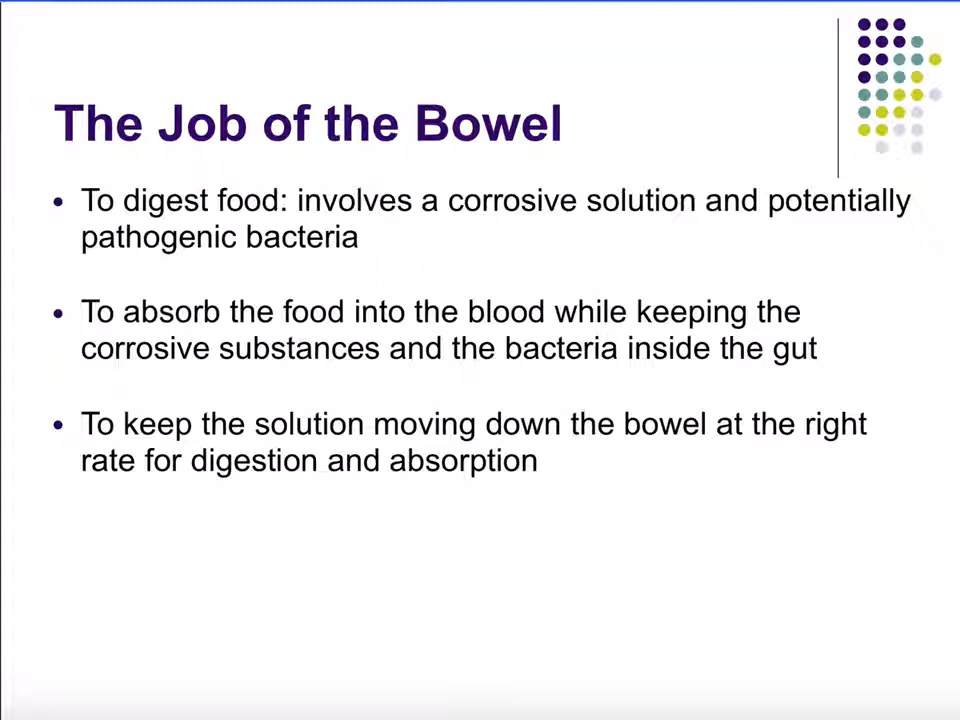 The Job of the Bowel
• To digest food: involves a corrosive solution and potentially
pathogenic bacteria
• To absorb the food into the blood while keeping the
corrosive substances and the bacteria inside the gut
• To keep the solution moving down the bowel at the right
rate for digestion and absorption